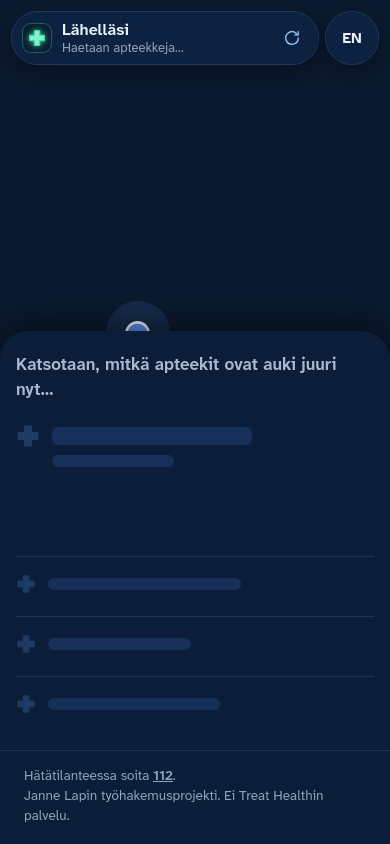 Lähelläsi
Haetaan apteekkeja...
EN
Katsotaan, mitkä apteekit ovat auki juuri
nyt...
Hätätilanteessa soita 112.
Janne Lapin työhakemusprojekti. Ei Treat Healthin
palvelu.